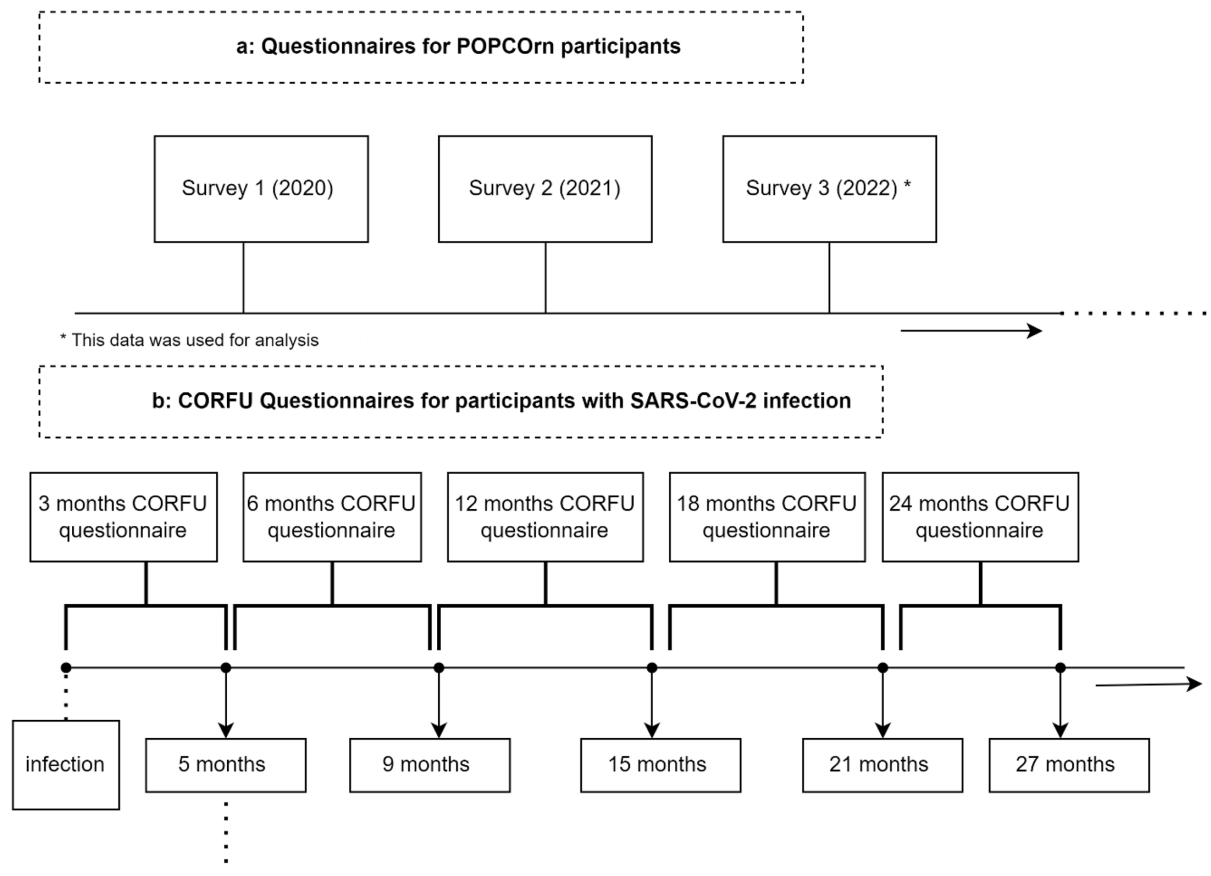 a: Questionnaires for POPCOrn participants
Survey 1 (2020)
Survey 2 (2021)
Survey 3 (2022) *
* This data was used for analysis
b: CORFU Questionnaires for participants with SARS-CoV-2 infection
3 months CORFU
questionnaire
6 months CORFU
questionnaire
12 months CORFU
questionnaire
18 months CORFU
questionnaire
24 months CORFU
questionnaire
infection
5 months
9 months
15 months
21 months
27 months